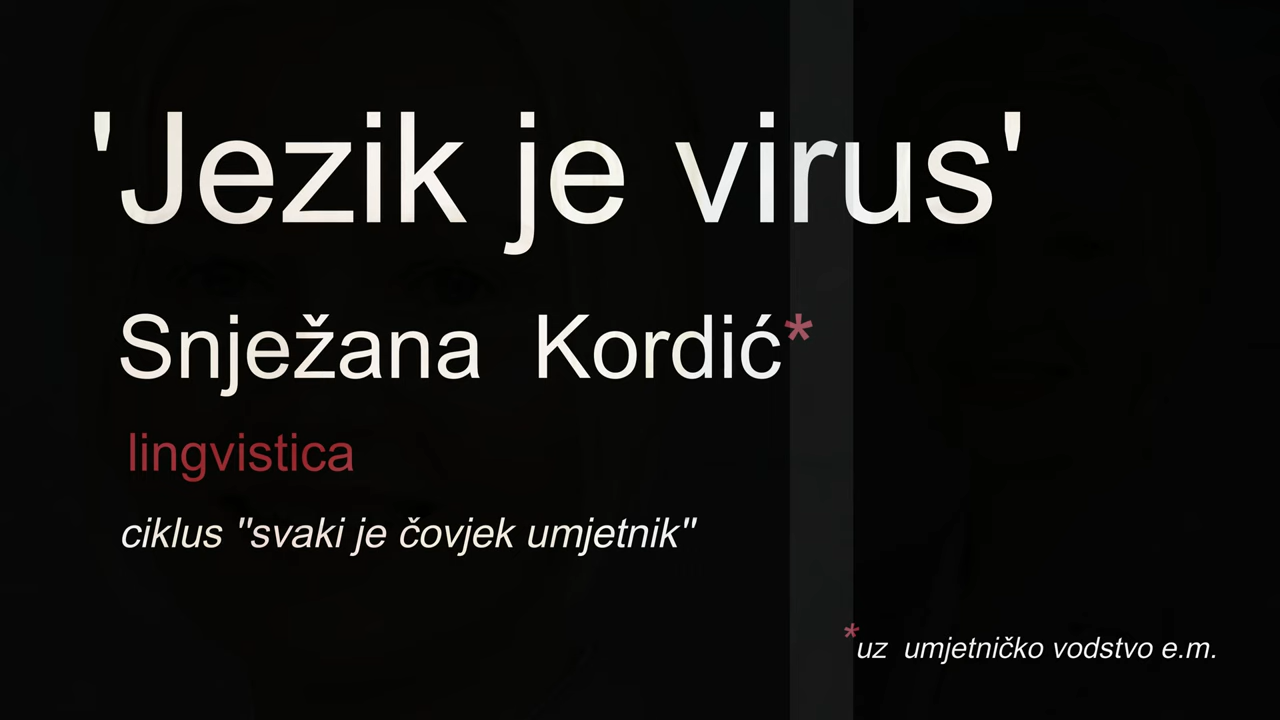 'Jezik je virus'
Snježana Kordić*
lingvistica
ciklus "svaki je čovjek umjetnik"
*uz umjetničko vodstvo e.m.